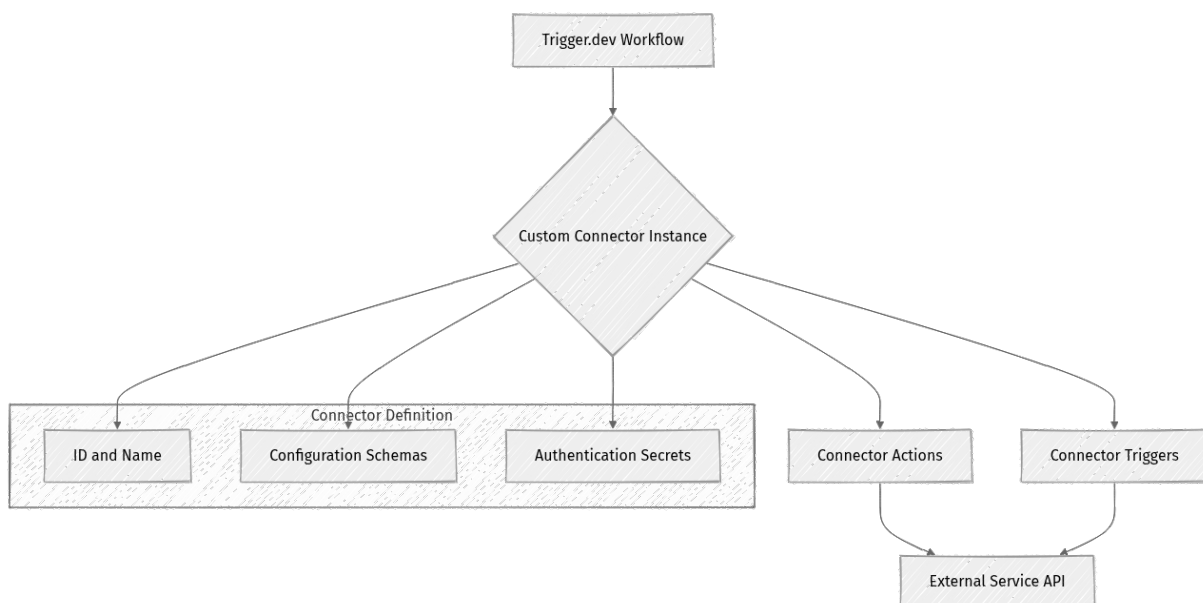 Trigger.dev Workflow
Custom Connector Instance
Connector Definition
ID and Name
Configuration Schemas
Authentication Secrets
Connector Actions
Connector Triggers
External Service API